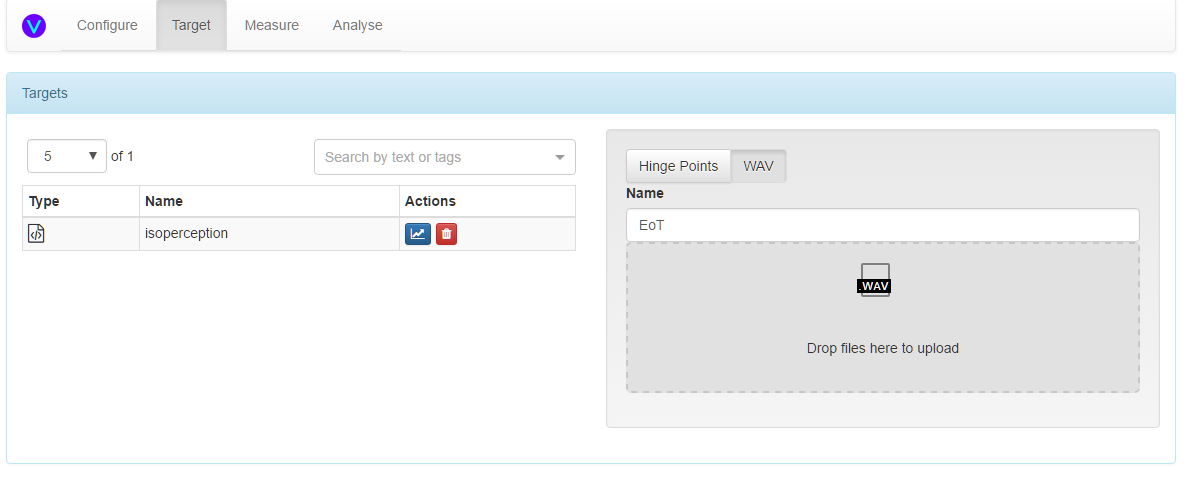 V
Configure
Target
Measure
Analyse
Targets
5 of 1
Search by text or tags
Type Name Actions
isoperception
Hinge Points
WAV
Name
EoT
.WAV
Drop files here to upload